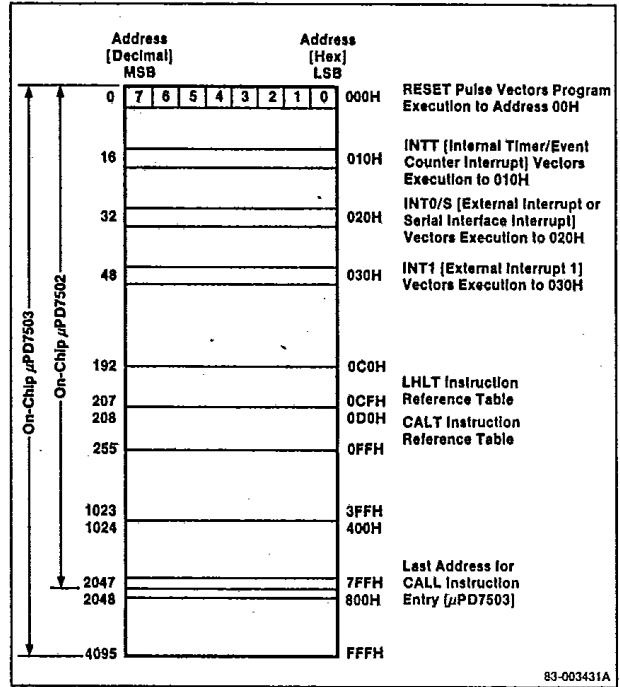 Address
[Decimal]
MSB
Address
[Hex]
LSB
0 7 6 5 4 3 2 1 0 000H RESET Pulse Vectors Program
Execution to Address 00H
16 010H INTT [Internal Timer/Event
Counter Interrupt] Vectors
Execution to 010H
32 020H INT0/S [External Interrupt or
Serial Interface Interrupt]
Vectors Execution to 020H
48 030H INT1 [External Interrupt 1]
Vectors Execution to 030H
On-Chip μPD7503
On-Chip μPD7502
192 0C0H
LHLT Instruction
207 0CFH Reference Table
208 0D0H CALT Instruction
Reference Table
255 0FFH
1023 3FFH
1024 400H
Last Address for
2047 7FFH CALL Instruction
2048 800H Entry [μPD7503]
4095 FFFH
83-003431A